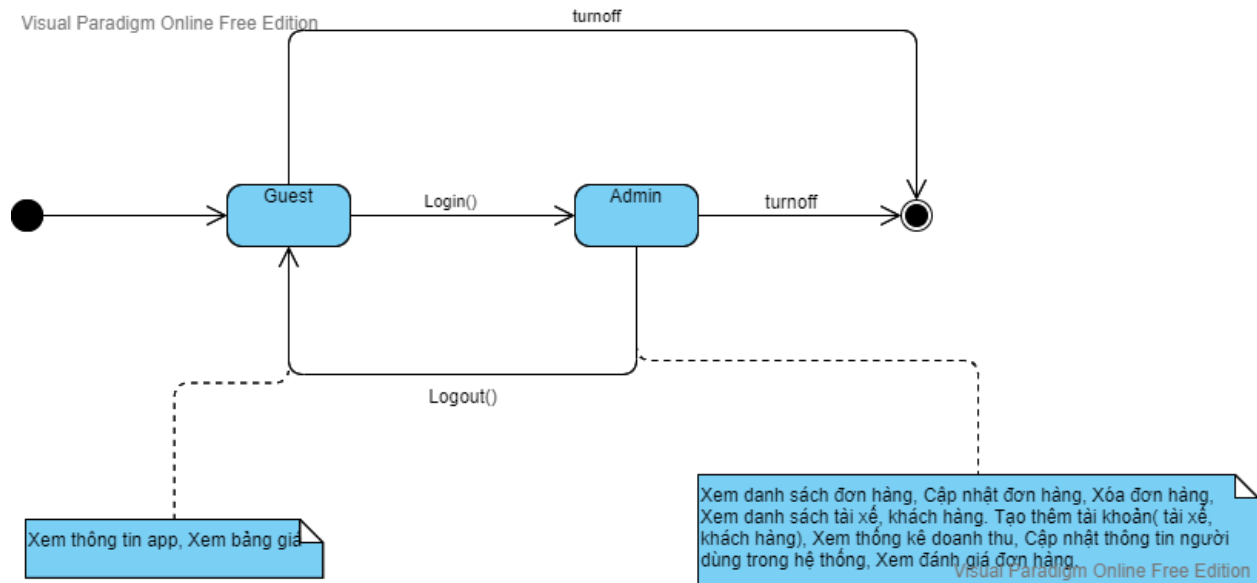 turnoff
Visual Paradigm Online Free Edition
Guest
Login()
Admin
turnoff
Logout()
Xem thông tin app, Xem bảng giá
Xem danh sách đơn hàng, Cập nhật đơn hàng, Xóa đơn hàng,
Xem danh sách tài xế, khách hàng. Tạo thêm tài khoản( tài xế,
khách hàng), Xem thống kê doanh thu, Cập nhật thông tin người
dùng trong hệ thống, Xem đánh giá đơn hàng.
Visual Paradigm Online Free Edition